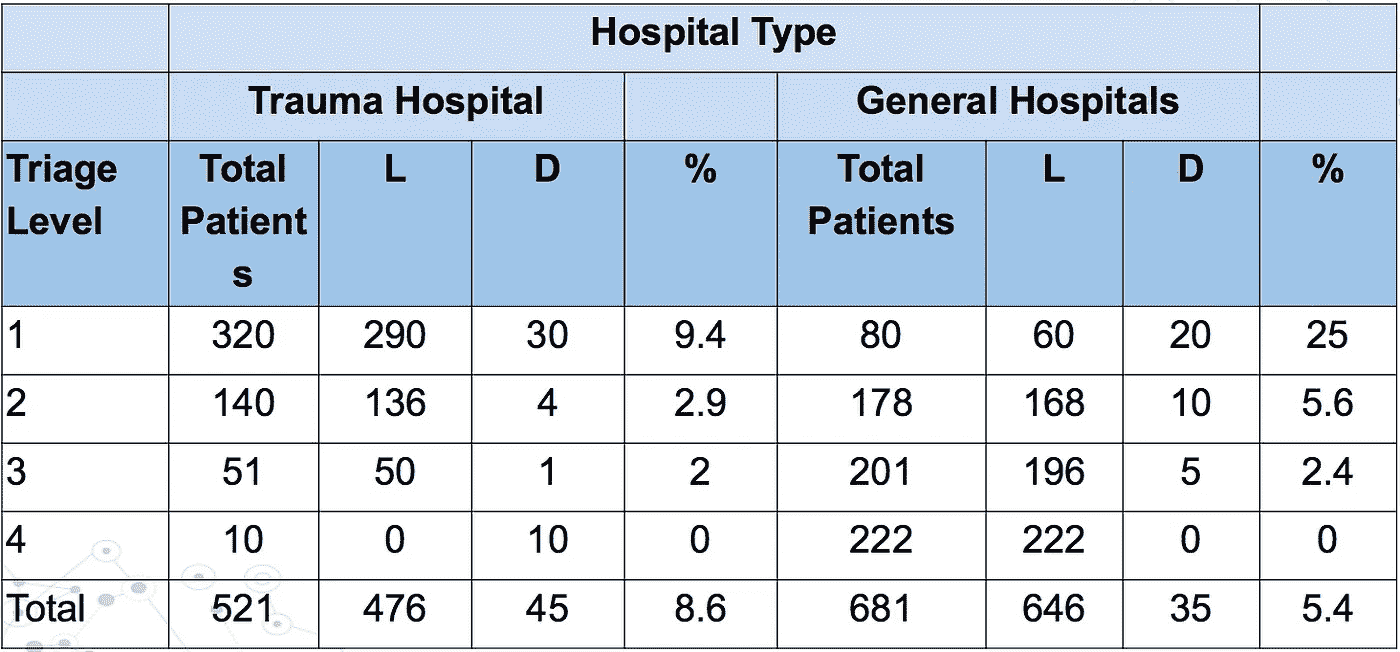 Hospital Type
Trauma Hospital General Hospitals
Triage Level Total Patients L D % Total Patients L D %
1 320 290 30 9.4 80 60 20 25
2 140 136 4 2.9 178 168 10 5.6
3 51 50 1 2 201 196 5 2.4
4 10 0 10 0 222 222 0 0
Total 521 476 45 8.6 681 646 35 5.4